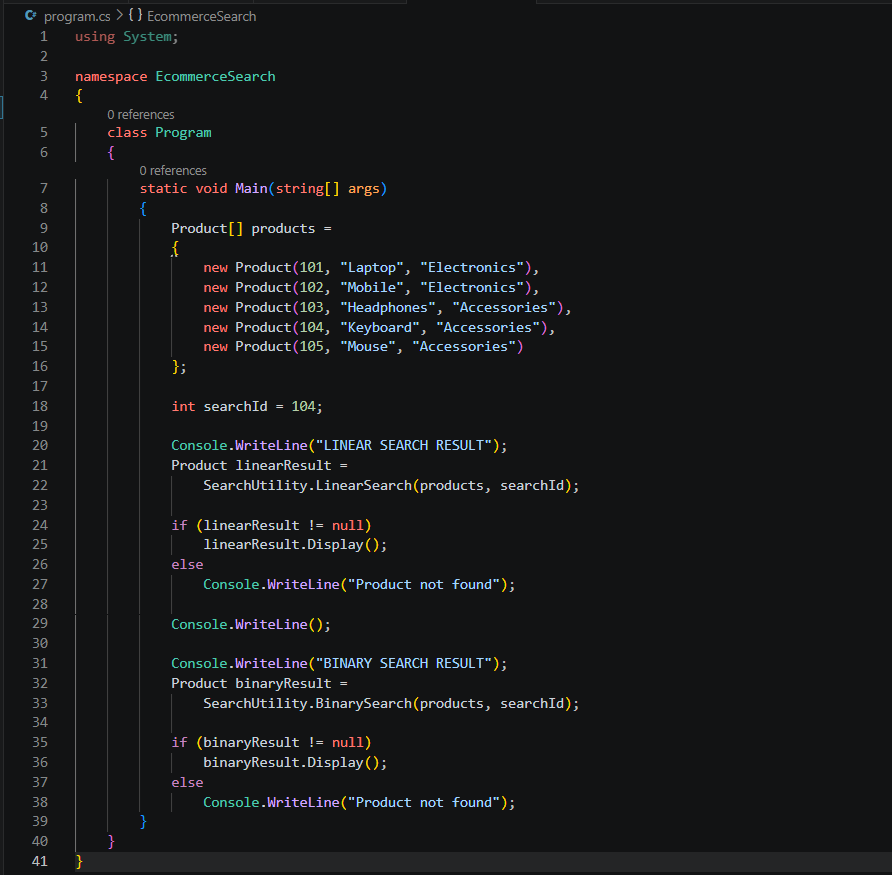 program.cs > {} EcommerceSearch
1 using System;
2
3 namespace EcommerceSearch
4 {
0 references
5     class Program
6     {
0 references
7         static void Main(string[] args)
8         {
9             Product[] products =
10             {
11                 new Product(101, "Laptop", "Electronics"),
12                 new Product(102, "Mobile", "Electronics"),
13                 new Product(103, "Headphones", "Accessories"),
14                 new Product(104, "Keyboard", "Accessories"),
15                 new Product(105, "Mouse", "Accessories")
16             };
17
18             int searchId = 104;
19
20             Console.WriteLine("LINEAR SEARCH RESULT");
21             Product linearResult =
22                 SearchUtility.LinearSearch(products, searchId);
23
24             if (linearResult != null)
25                 linearResult.Display();
26             else
27                 Console.WriteLine("Product not found");
28
29             Console.WriteLine();
30
31             Console.WriteLine("BINARY SEARCH RESULT");
32             Product binaryResult =
33                 SearchUtility.BinarySearch(products, searchId);
34
35             if (binaryResult != null)
36                 binaryResult.Display();
37             else
38                 Console.WriteLine("Product not found");
39         }
40     }
41 }